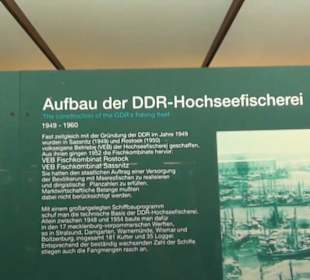 Aufbau der DDR-Hochseefischerei
The construction of the GDR's fishing fleet
1949 - 1960
Fast zeitgleich mit der Gründung der DDR im Jahre 1949
wurden in Sassnitz (1949) und Rostock (1950)
volkseigene Betriebe (VEB) der Hochseefischerei geschaffen.
Aus ihnen gingen 1952 die Fischkombinate hervor:
VEB Fischkombinat Rostock
VEB Fischkombinat Sassnitz
Sie hatten den staatlichen Auftrag einer Versorgung
der Bevölkerung mit Meeresfischen zu realisieren
und dirigistische Planzahlen zu erfüllen.
Marktwirtschaftliche Belange mußten
dabei nicht berücksichtigt werden.
Mit einem großangelegten Schiffbauprogramm
schuf man die technische Basis der DDR-Hochseefischerei.
Allein zwischen 1948 und 1954 baute man dafür
in den 17 mecklenburg-vorpommerschen Werften,
so in Stralsund, Damgarten, Warnemünde, Wismar und
Boitzenburg, insgesamt 181 Kutter und 35 Logger.
Entsprechend der beständig wachsenden Zahl der Schiffe
stiegen auch die Fangmengen rasch an.